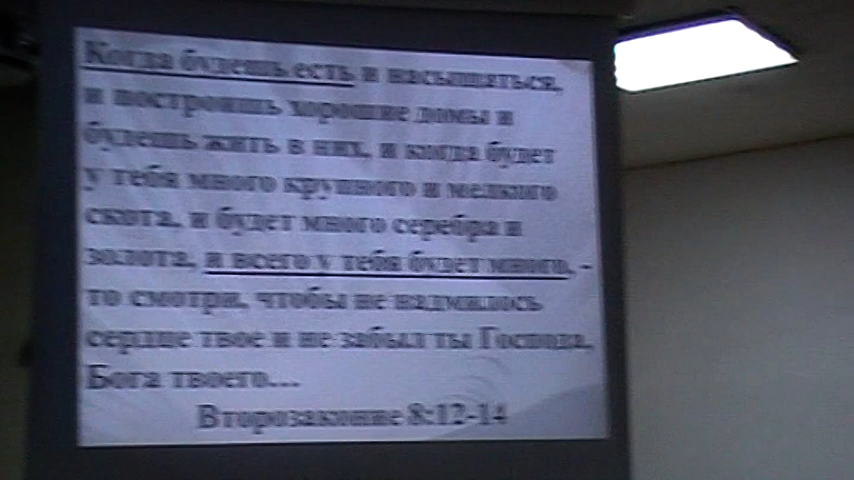 Когда будешь есть и насыщаться,
и построишь хорошие домы и
будешь жить в них, и когда будет
у тебя много крупного и мелкого
скота, и будет много серебра и
золота, и всего у тебя будет много, -
то смотри, чтобы не надмилось
сердце твое и не забыл ты Господа,
Бога твоего...
Второзаконие 8:12-14